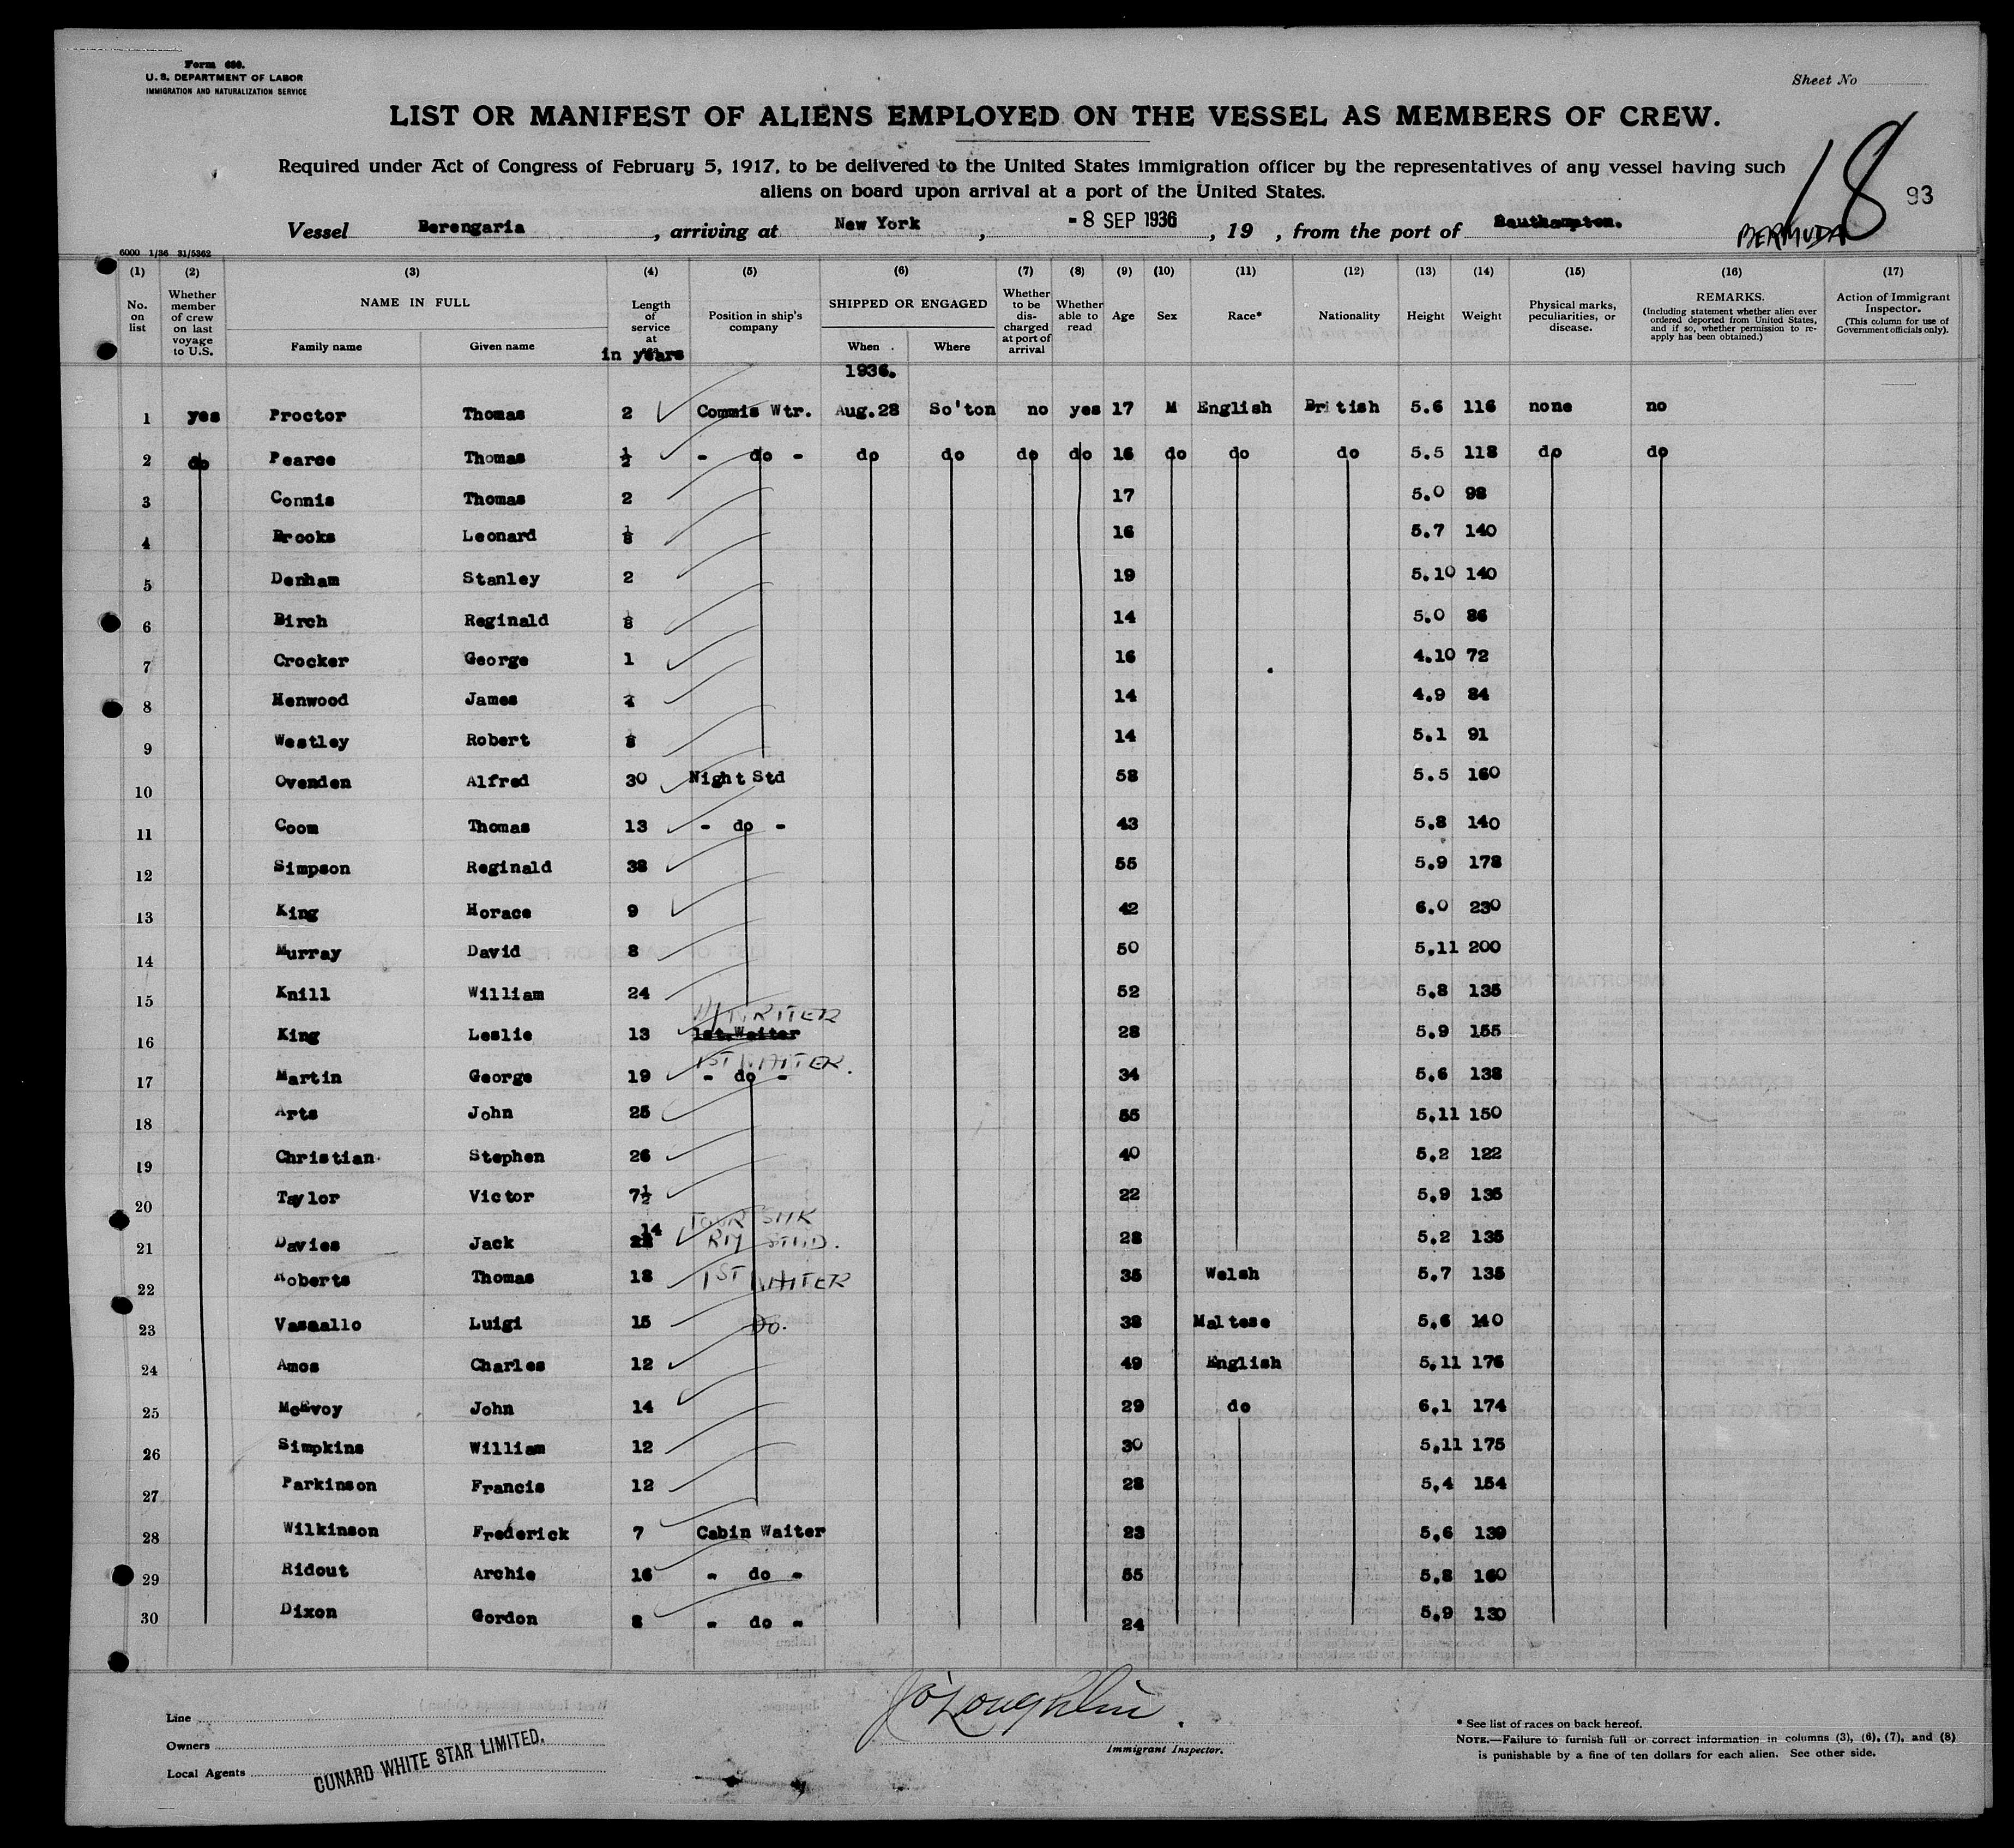 Form 680.
U. S. DEPARTMENT OF LABOR
IMMIGRATION AND NATURALIZATION SERVICE
Sheet No
LIST OR MANIFEST OF ALIENS EMPLOYED ON THE VESSEL AS MEMBERS OF CREW.
Required under Act of Congress of February 5, 1917, to be delivered to the United States immigration officer by the representatives of any vessel having such
aliens on board upon arrival at a port of the United States.
18
93
Vessel Berengaria, arriving at New York, -8 SEP 1936, 19 , from the port of Southampton. BERMUDA
6000 1/36 31/5362
(1) (2) (3) (4) (5) (6) (7) (8) (9) (10) (11) (12) (13) (14) (15) (16) (17)
No. on list
Whether member of crew on last voyage to U.S.
NAME IN FULL
Family name
Given name
Length of service at sea
in years
Position in ship's company
SHIPPED OR ENGAGED
When
Where
Whether to be discharged at port of arrival
Whether able to read
Age
Sex
Race*
Nationality
Height
Weight
Physical marks, peculiarities, or disease.
REMARKS.
(Including statement whether alien ever ordered deported from United States, and if so, whether permission to re-apply has been obtained.)
Action of Immigrant Inspector.
(This column for use of Government officials only).
1936.
1 yes Proctor Thomas 2 Commis Wtr. Aug.28 So'ton no yes 17 M English British 5.6 116 none no
2 do Pearce Thomas ½ - do - do do do do 16 do do do 5.5 118 do do
3 Connis Thomas 2 17 5.0 98
4 Brooks Leonard ⅛ 16 5.7 140
5 Denham Stanley 2 19 5.10 140
6 Birch Reginald ⅛ 14 5.0 86
7 Crocker George 1 16 4.10 72
8 Henwood James 14 4.9 84
9 Westley Robert 14 5.1 91
10 Ovenden Alfred 30 Night Std 58 5.5 160
11 Coom Thomas 13 - do - 43 5.8 140
12 Simpson Reginald 38 55 5.9 178
13 King Horace 9 42 6.0 230
14 Murray David 8 50 5.11 200
15 Knill William 24 52 5.8 135
16 King Leslie 13 1st.Waiter 28 5.9 155
1ST WAITER.
17 Martin George 19 - do - 34 5.6 138
18 Arts John 25 55 5.11 150
19 Christian Stephen 26 40 5.2 122
20 Taylor Victor 7½ 22 5.9 135
21 Davies Jack 14 TOUR SMK RM STWD. 28 5.2 135
22 Roberts Thomas 18 1ST WAITER 35 Welsh 5.7 135
23 Vassallo Luigi 15 Do. 38 Maltese 5.6 140
24 Amos Charles 12 49 English 5.11 176
25 McEvoy John 14 29 do 6.1 174
26 Simpkins William 12 30 5.11 175
27 Parkinson Francis 12 28 5.4 154
28 Wilkinson Frederick 7 Cabin Waiter 23 5.6 139
29 Ridout Archie 16 - do - 55 5.8 160
30 Dixon Gordon 8 - do - 24 5.9 130
Line
Owners
Local Agents
CUNARD WHITE STAR LIMITED.
J O'Loughlin
Immigrant Inspector.
* See list of races on back hereof.
NOTE.—Failure to furnish full or correct information in columns (3), (6), (7), and (8)
is punishable by a fine of ten dollars for each alien. See other side.